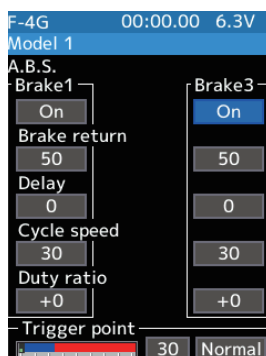 F-4G 00:00.00 6.3V
Model 1
A.B.S.
Brake1 Brake3
On On
Brake return
50 50
Delay
0 0
Cycle speed
30 30
Duty ratio
+0 +0
Trigger point
30 Normal